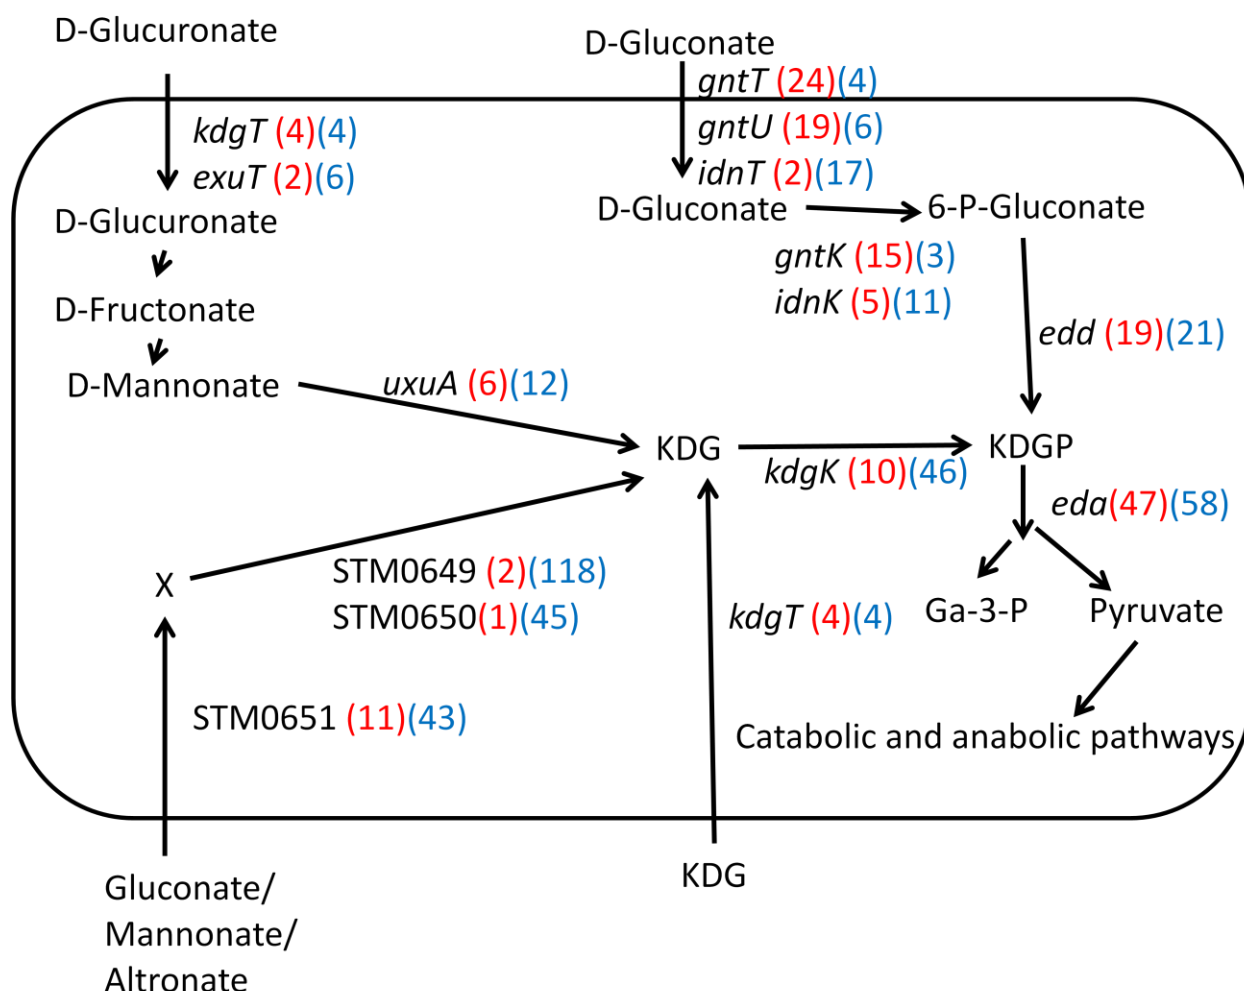 D-Glucuronate
D-Gluconate
gntT (24)(4)
kdgT (4)(4)
gntU (19)(6)
exuT (2)(6)
idnT (2)(17)
D-Glucuronate
D-Gluconate
6-P-Gluconate
gntK (15)(3)
idnK (5)(11)
D-Fructonate
edd (19)(21)
D-Mannonate
uxuA (6)(12)
KDG
KDGP
kdgK (10)(46)
eda(47)(58)
X
STM0649 (2)(118)
STM0650(1)(45)
kdgT (4)(4)
Ga-3-P
Pyruvate
STM0651 (11)(43)
Catabolic and anabolic pathways
KDG
Gluconate/
Mannonate/
Altronate